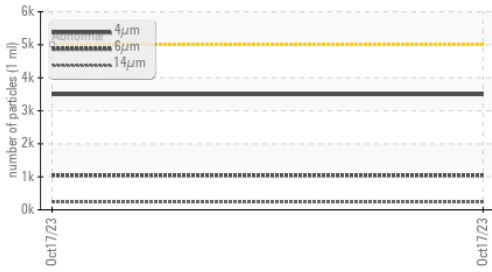 6k
5k
4k
3k
2k
1k
0k
number of particles (1 ml)
Abnormal
4μm
6μm
14μm
Oct17/23
Oct17/23